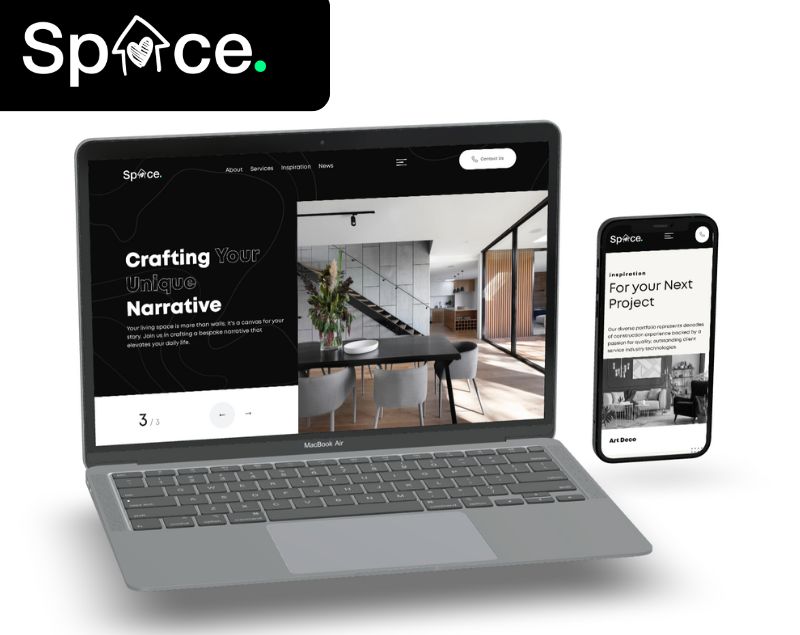 Space.
Space.
About Services Inspiration News
Contact Us
Crafting Your
Unique
Narrative
Your living space is more than walls; it's a canvas for your
story. Join us in crafting a bespoke narrative that
elevates your daily life.
3 / 3
MacBook Air
Space.
inspiration
For your Next
Project
Our diverse portfolio represents decades
of construction experience backed by a
passion for quality, outstanding client
service industry technologies
Art Deco